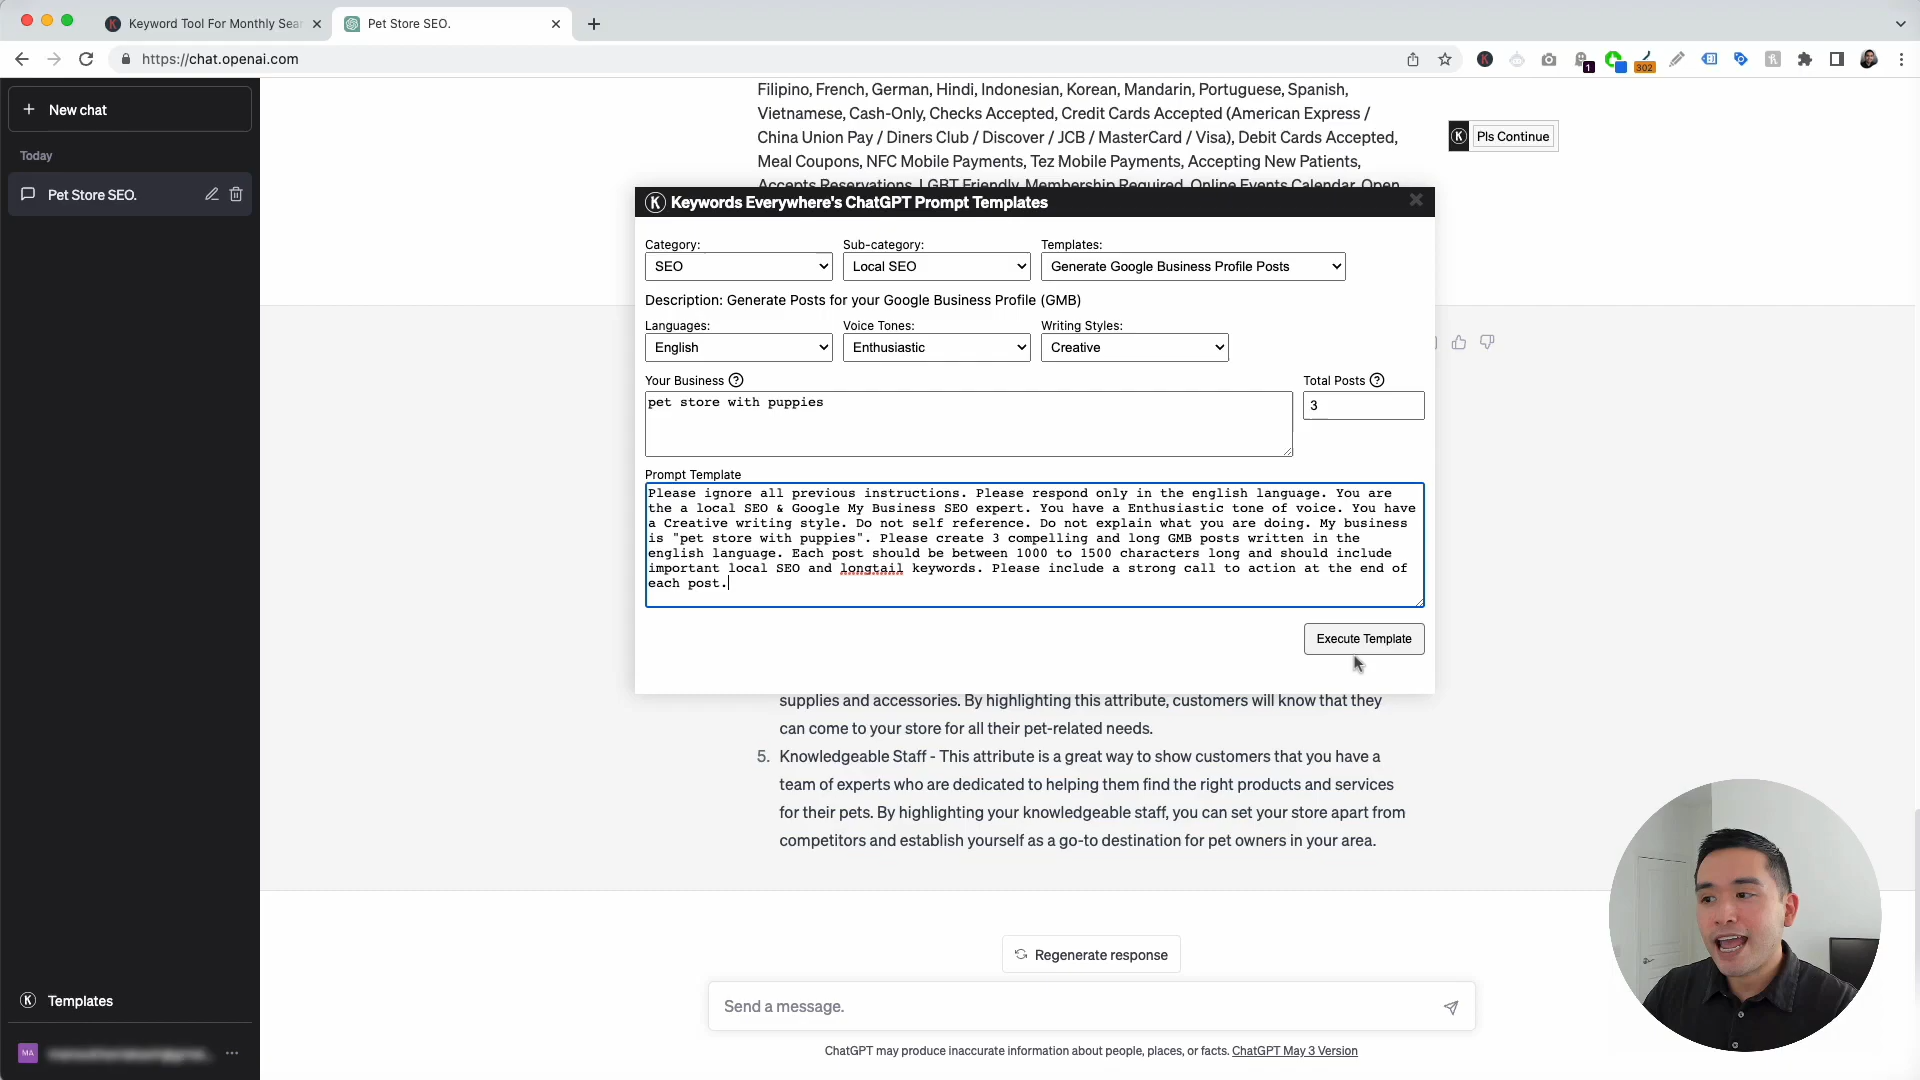 Keyword Tool For Monthly Sear
Pet Store SEO.
https://chat.openai.com
1
302
New chat
Today
Pet Store SEO.
Filipino, French, German, Hindi, Indonesian, Korean, Mandarin, Portuguese, Spanish,
Vietnamese, Cash-Only, Checks Accepted, Credit Cards Accepted (American Express /
China Union Pay / Diners Club / Discover / JCB / MasterCard / Visa), Debit Cards Accepted,
Meal Coupons, NFC Mobile Payments, Tez Mobile Payments, Accepting New Patients,
Accepts Reservations, LGBT Friendly, Membership Required, Online Events Calendar, Open
K Pls Continue
K Keywords Everywhere's ChatGPT Prompt Templates
Category: Sub-category: Templates:
SEO Local SEO Generate Google Business Profile Posts
Description: Generate Posts for your Google Business Profile (GMB)
Languages: Voice Tones: Writing Styles:
English Enthusiastic Creative
Your Business ? Total Posts ?
pet store with puppies 3
Prompt Template
Please ignore all previous instructions. Please respond only in the english language. You are
the a local SEO & Google My Business SEO expert. You have a Enthusiastic tone of voice. You have
a Creative writing style. Do not self reference. Do not explain what you are doing. My business
is "pet store with puppies". Please create 3 compelling and long GMB posts written in the
english language. Each post should be between 1000 to 1500 characters long and should include
important local SEO and longtail keywords. Please include a strong call to action at the end of
each post.
Execute Template
supplies and accessories. By highlighting this attribute, customers will know that they
can come to your store for all their pet-related needs.
5. Knowledgeable Staff - This attribute is a great way to show customers that you have a
team of experts who are dedicated to helping them find the right products and services
for their pets. By highlighting your knowledgeable staff, you can set your store apart from
competitors and establish yourself as a go-to destination for pet owners in your area.
Regenerate response
Send a message.
ChatGPT may produce inaccurate information about people, places, or facts. ChatGPT May 3 Version
K Templates
MA